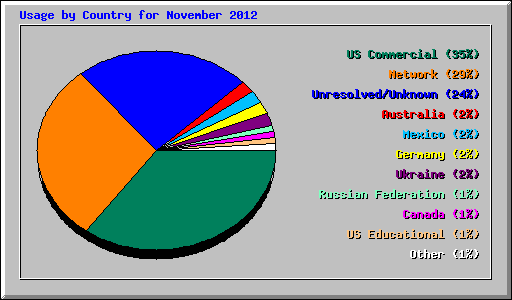 Usage by Country for November 2012
US Commercial (35%)
Network (29%)
Unresolved/Unknown (24%)
Australia (2%)
Mexico (2%)
Germany (2%)
Ukraine (2%)
Russian Federation (1%)
Canada (1%)
US Educational (1%)
Other (1%)